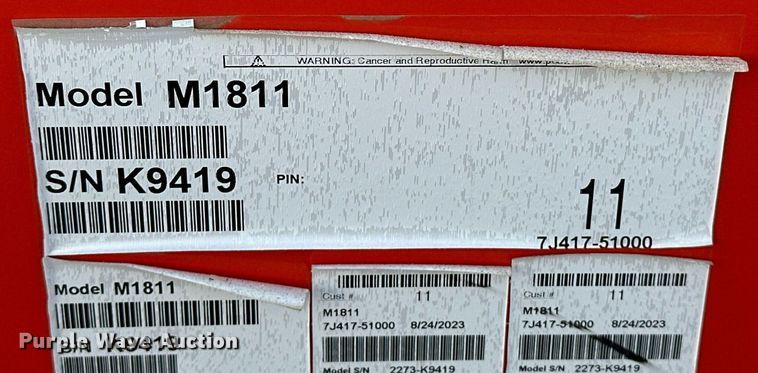 WARNING: Cancer and Reproductive Harm
Model M1811
S/N K9419 PIN:
11
7J417-51000
Model M1811
S/N K9419
Cust # 11
M1811
7J417-51000 8/24/2023
Model S/N 2273-K9419
Cust # 11
M1811
7J417-51000 8/24/2023
Model S/N 2273-K9419
Purple Wave Auction